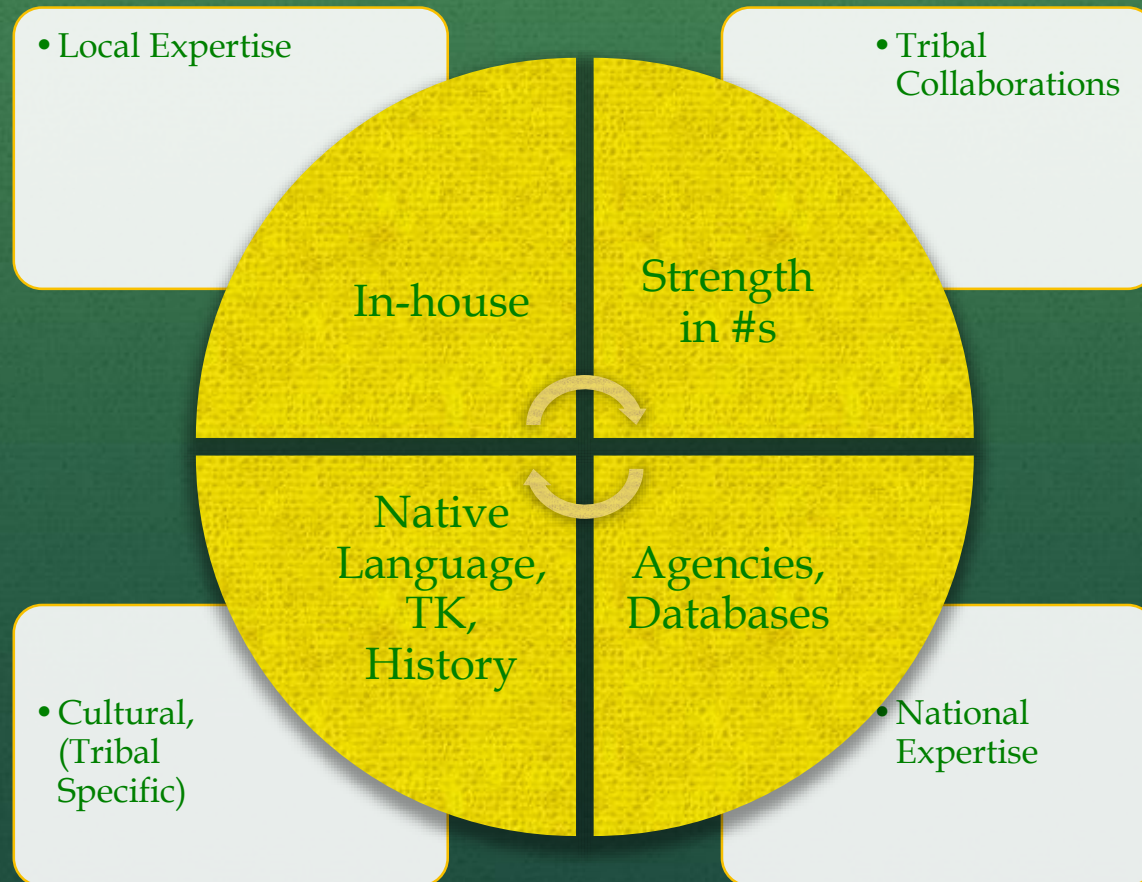 • Local Expertise
• Tribal
Collaborations
In-house
Strength
in #s
Native
Language,
TK,
History
Agencies,
Databases
• Cultural,
(Tribal
Specific)
• National
Expertise